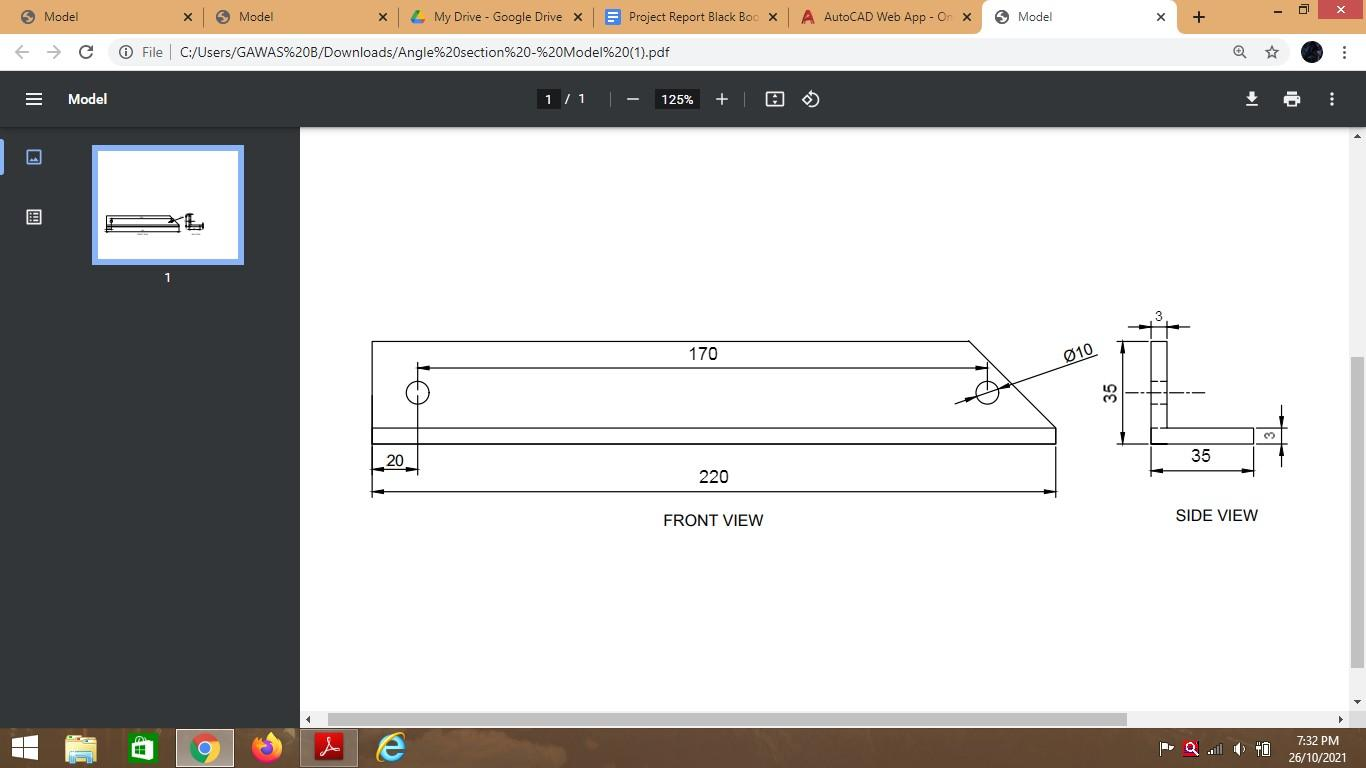 Model
Model
My Drive - Google Drive
Project Report Black Boo
AutoCAD Web App - On
Model
File
C:/Users/GAWAS%20B/Downloads/Angle%20section%20-%20Model%20(1).pdf
Model
1 / 1
125%
1
3
170
Ø10
35
20
220
35
3
FRONT VIEW
SIDE VIEW
7:32 PM
26/10/2021